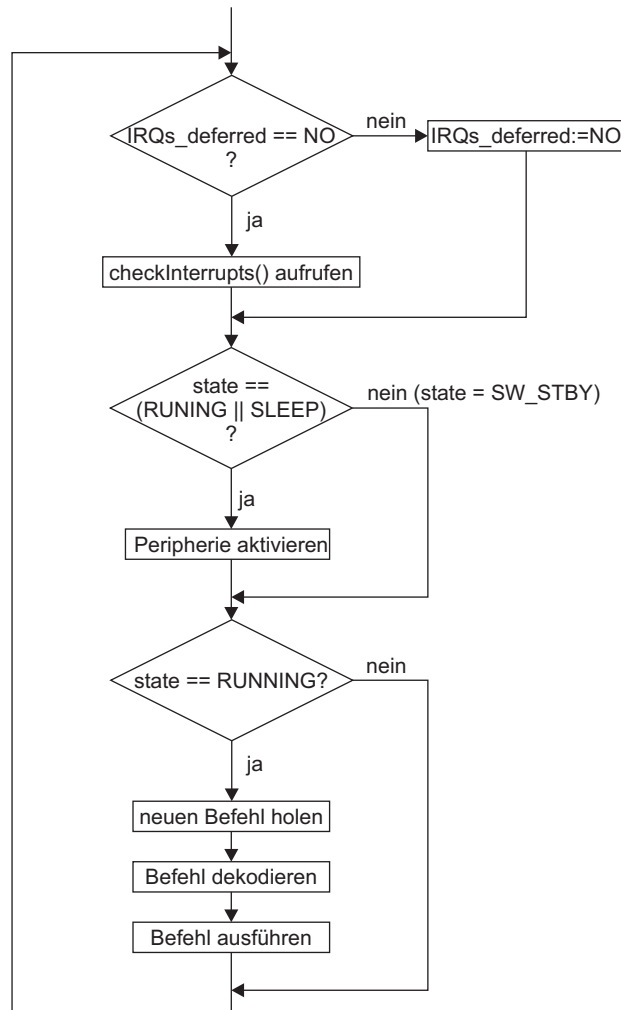 IRQs_deferred == NO
?
nein
IRQs_deferred:=NO
ja
checkInterrupts() aufrufen
state ==
(RUNING || SLEEP)
?
nein (state = SW_STBY)
ja
Peripherie aktivieren
state == RUNNING?
nein
ja
neuen Befehl holen
Befehl dekodieren
Befehl ausführen